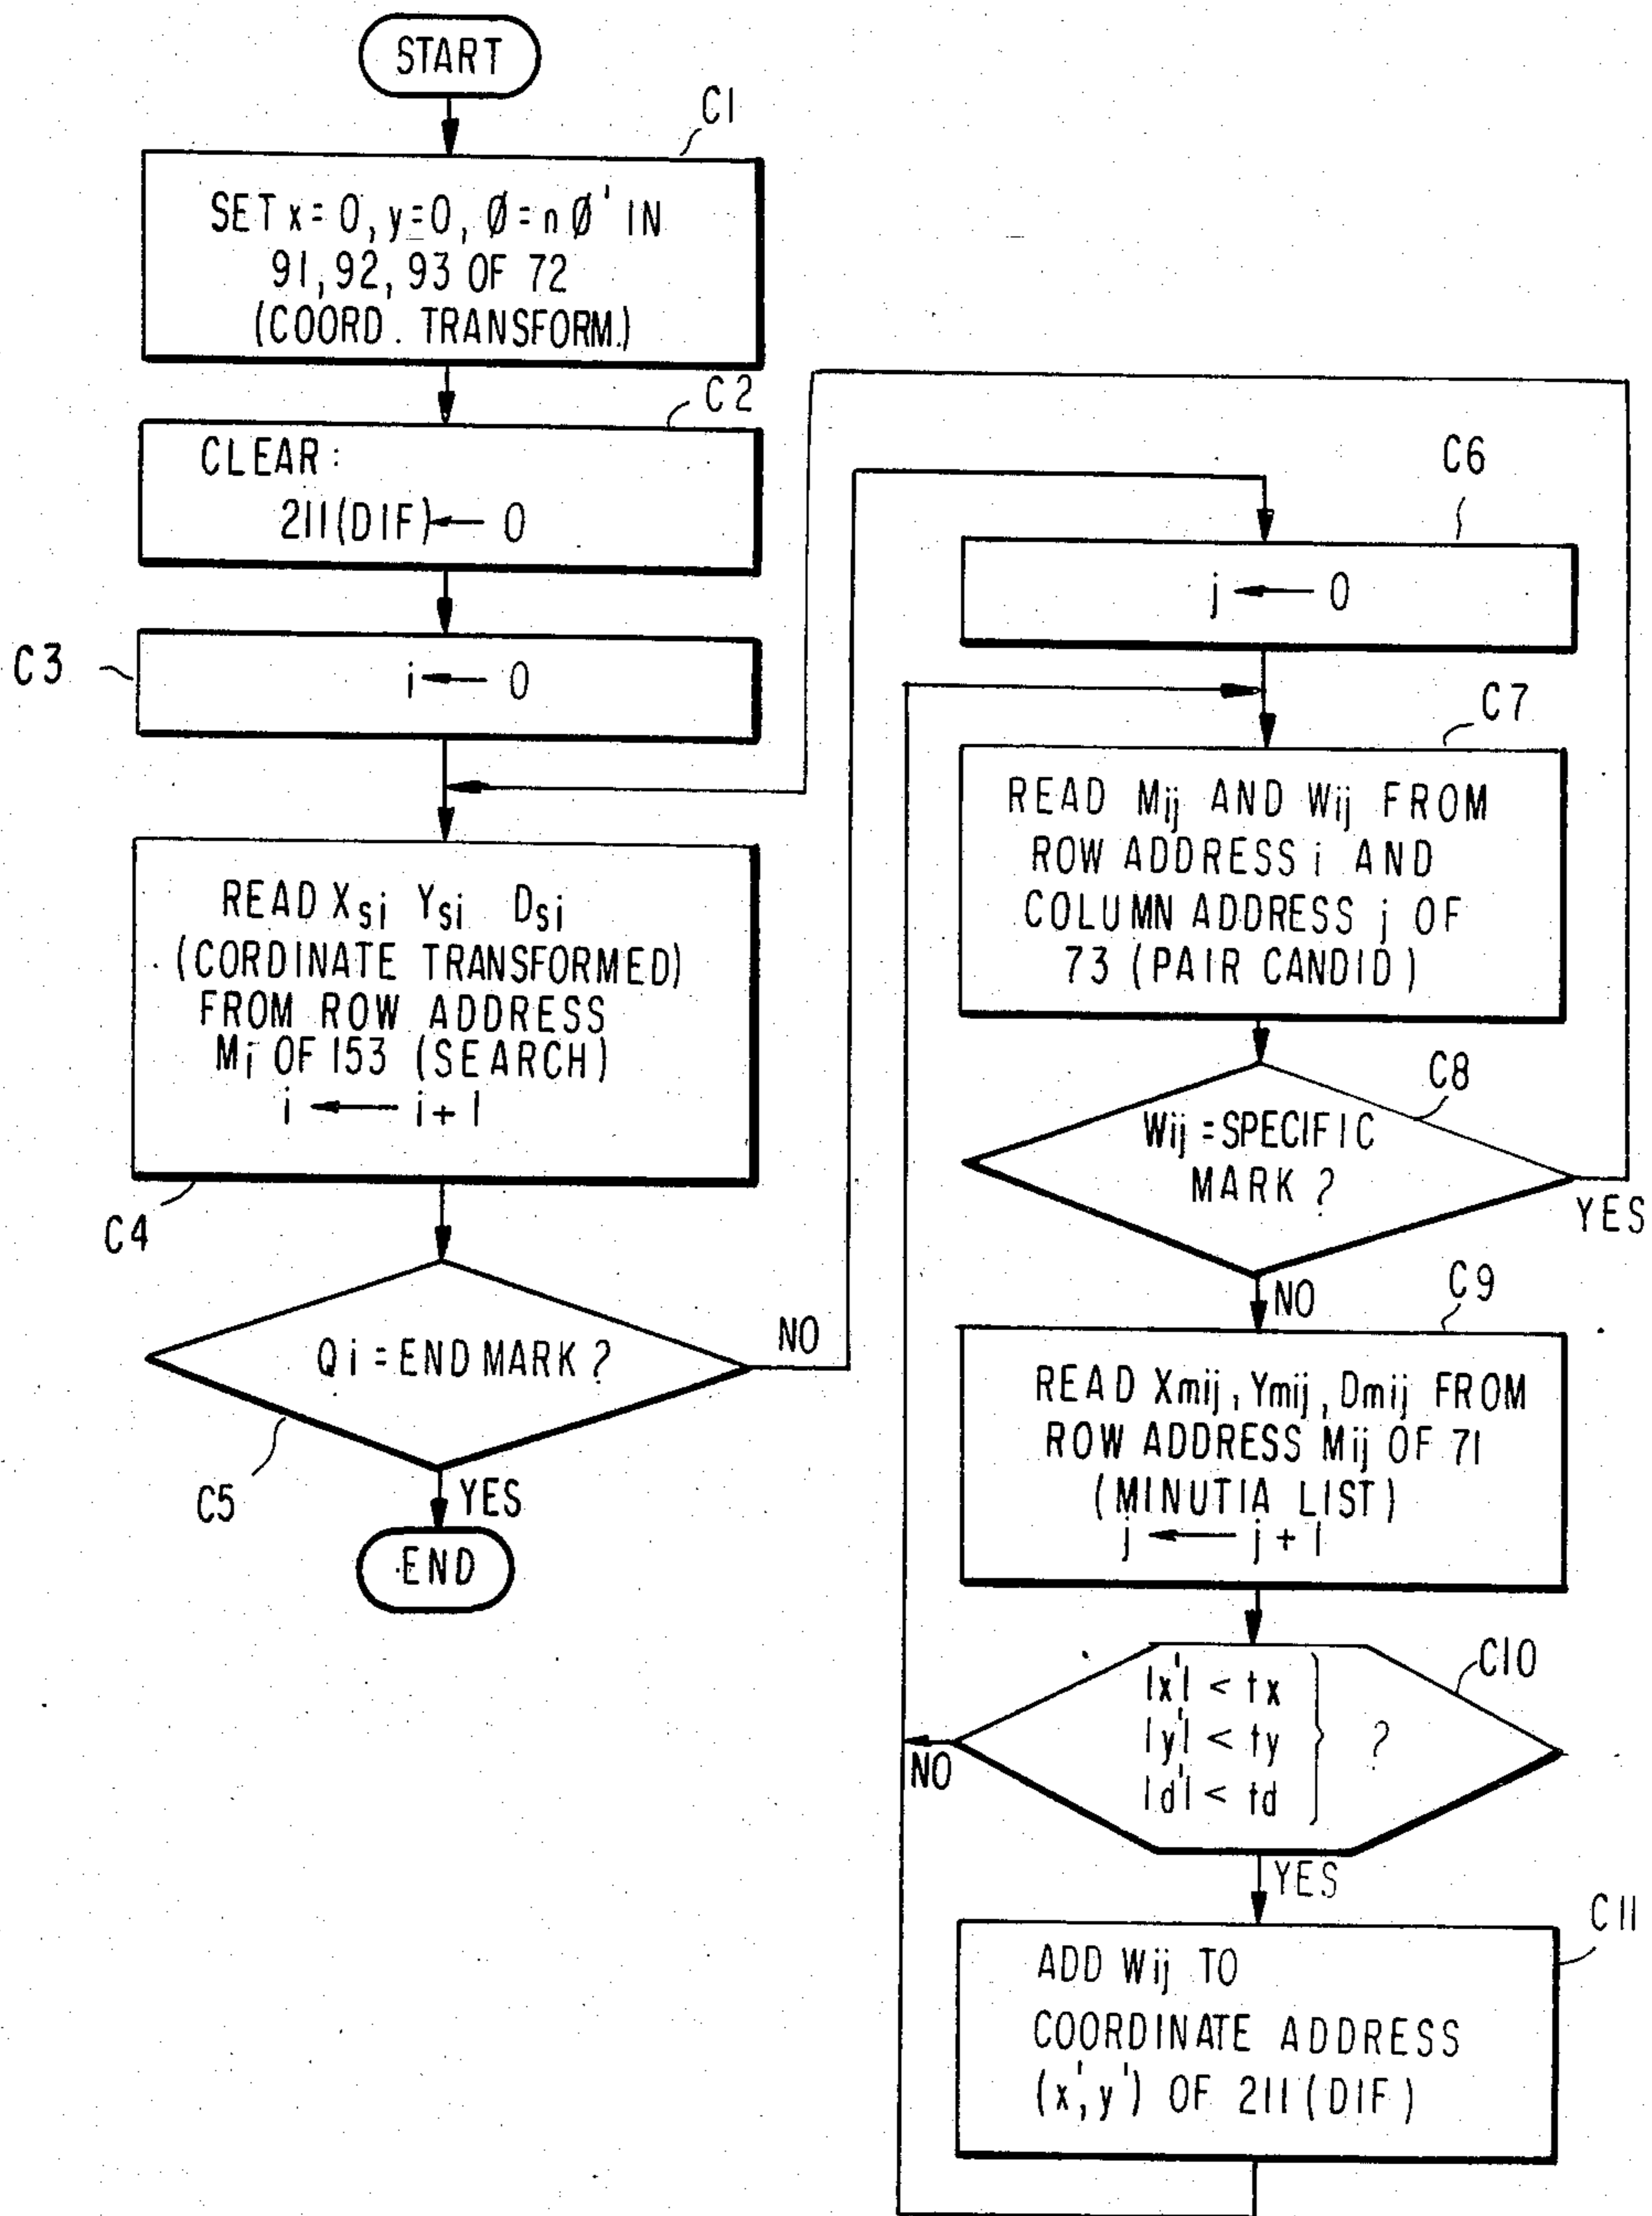 START
C1
SET x=0, y=0, Ø=nØ' IN
91, 92, 93 OF 72
(COORD. TRANSFORM.)
C2
CLEAR:
211(DIF)← 0
C3
i ← 0
READ Xsi Ysi Dsi
(CORDINATE TRANSFORMED)
FROM ROW ADDRESS
Mi OF 153 (SEARCH)
i ← i+1
C4
Qi = END MARK ?
NO
C5
YES
END
C6
j ← 0
C7
READ Mij AND Wij FROM
ROW ADDRESS i AND
COLUMN ADDRESS j OF
73 (PAIR CANDID)
C8
Wij = SPECIFIC
MARK ?
YES
NO
C9
READ Xmij, Ymij, Dmij FROM
ROW ADDRESS Mij OF 71
(MINUTIA LIST)
j ← j+1
C10
|x'| < tx
|y'| < ty
|d'| < td
?
NO
YES
C11
ADD Wij TO
COORDINATE ADDRESS
(x',y') OF 211(DIF)